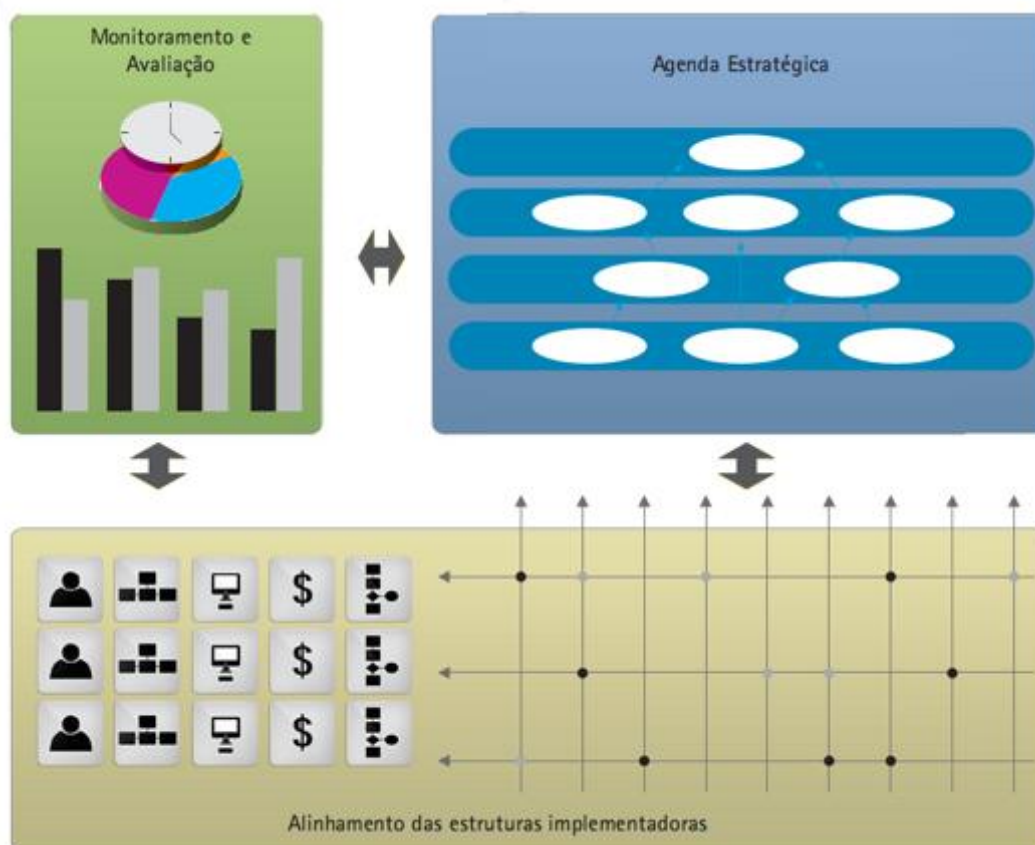 Monitoramento e
Avaliação
Agenda Estratégica
$
$
$
Alinhamento das estruturas implementadoras